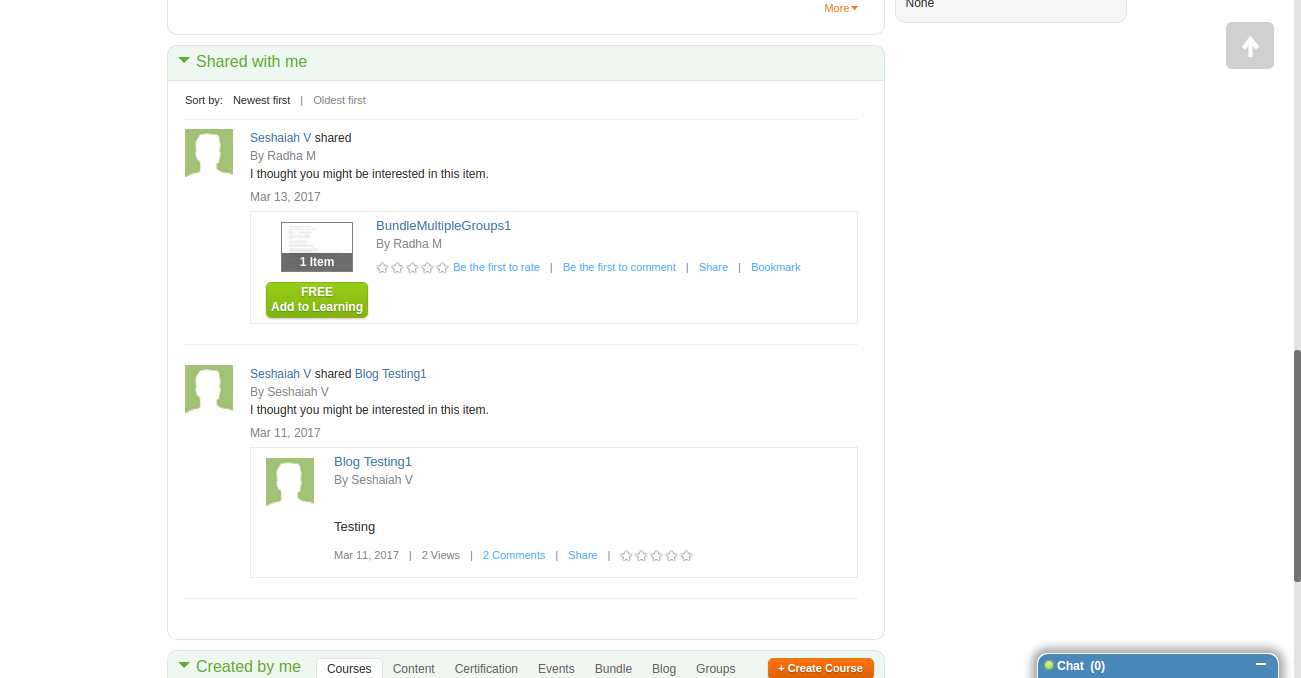 More
None
Shared with me
Sort by: Newest first | Oldest first
Seshaiah V shared
By Radha M
I thought you might be interested in this item.
Mar 13, 2017
BundleMultipleGroups1
By Radha M
1 Item
Be the first to rate | Be the first to comment | Share | Bookmark
FREE
Add to Learning
Seshaiah V shared Blog Testing1
By Seshaiah V
I thought you might be interested in this item.
Mar 11, 2017
Blog Testing1
By Seshaiah V
Testing
Mar 11, 2017 | 2 Views | 2 Comments | Share |
Created by me Courses Content Certification Events Bundle Blog Groups + Create Course
Chat (0)